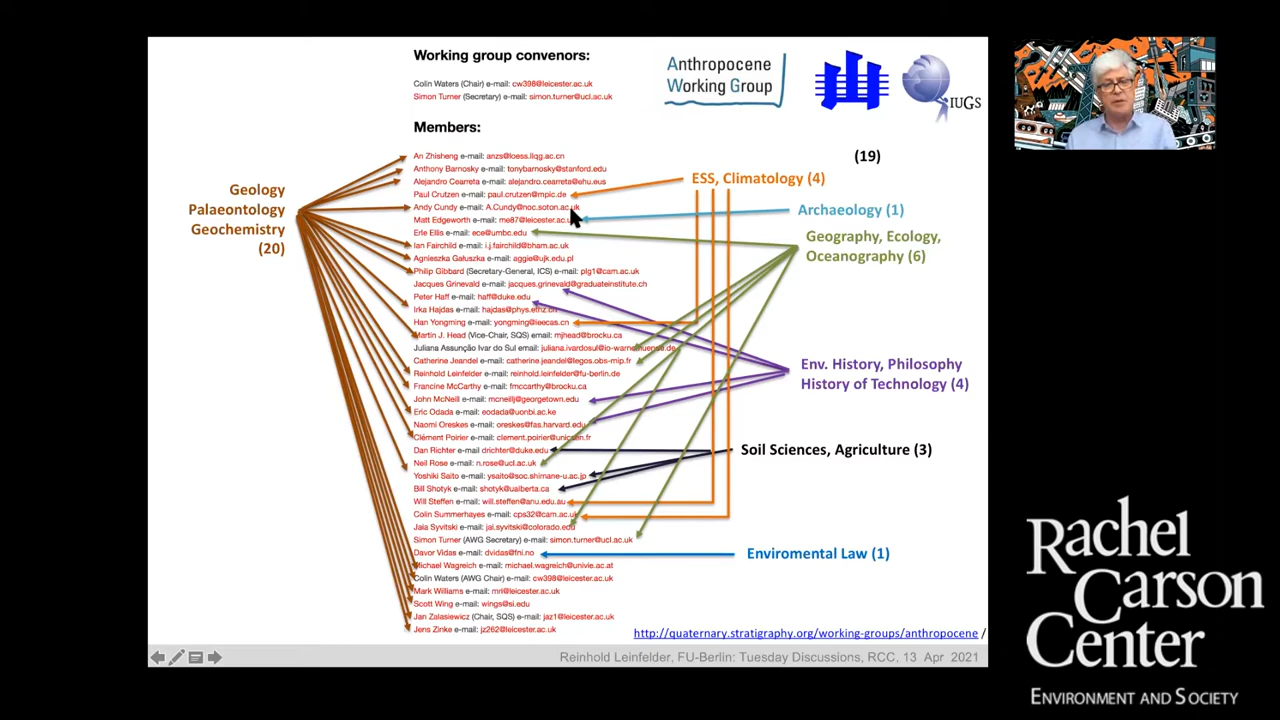 Working group convenors:
Colin Waters (Chair) e-mail: cw398@leicester.ac.uk
Simon Turner (Secretary) e-mail: simon.turner@ucl.ac.uk
Anthropocene
Working Group
IUGS
Members:
An Zhisheng e-mail: anzs@loess.llqg.ac.cn
Anthony Barnosky e-mail: tonybarnosky@stanford.edu
Alejandro Cearreta e-mail: alejandro.cearreta@ehu.eus
Paul Crutzen e-mail: paul.crutzen@mpic.de
Andy Cundy e-mail: A.Cundy@noc.soton.ac.uk
Matt Edgeworth e-mail: me87@leicester.ac.u
Erle Ellis e-mail: ece@umbc.edu
Ian Fairchild e-mail: i.j.fairchild@bham.ac.uk
Agnieszka Gałuszka e-mail: aggie@ujk.edu.pl
Philip Gibbard (Secretary-General, ICS) e-mail: plg1@cam.ac.uk
Jacques Grinevald e-mail: jacques.grinevald@graduateinstitute.ch
Peter Haff e-mail: haff@duke.edu
Irka Hajdas e-mail: hajdas@phys.ethz.ch
Han Yongming e-mail: yongming@ieecas.cn
Martin J. Head (Vice-Chair, SQS) e-mail: mjhead@brocku.ca
Juliana Assunção Ivar do Sul e-mail: juliana.ivardosul@io-warnemuende.de
Catherine Jeandel e-mail: catherine.jeandel@legos.obs-mip.fr
Reinhold Leinfelder e-mail: reinhold.leinfelder@fu-berlin.de
Francine McCarthy e-mail: fmccarthy@brocku.ca
John McNeill e-mail: mcneillj@georgetown.edu
Eric Odada e-mail: eodada@uonbi.ac.ke
Naomi Oreskes e-mail: oreskes@fas.harvard.edu
Clément Poirier e-mail: clement.poirier@unicaen.fr
Dan Richter e-mail drichter@duke.edu
Neil Rose e-mail: n.rose@ucl.ac.uk
Yoshiki Saito e-mail: ysaito@soc.shimane-u.ac.jp
Bill Shotyk e-mail: shotyk@ualberta.ca
Will Steffen e-mail: will.steffen@anu.edu.au
Colin Summerhayes e-mail: cps32@cam.ac.uk
Jaia Syvitski e-mail: jai.syvitski@colorado.edu
Simon Turner (AWG Secretary) e-mail: simon.turner@ucl.ac.uk
Davor Vidas e-mail: dvidas@fni.no
Michael Wagreich e-mail: michael.wagreich@univie.ac.at
Colin Waters (AWG Chair) e-mail: cw398@leicester.ac.uk
Mark Williams e-mail: mri@leicester.ac.uk
Scott Wing e-mail: wings@si.edu
Jan Zalasiewicz (Chair, SQS) e-mail: jaz1@leicester.ac.uk
Jens Zinke e-mail: jz262@leicester.ac.uk
Geology
Palaeontology
Geochemistry
(20)
(19)
ESS, Climatology (4)
Archaeology (1)
Geography, Ecology,
Oceanography (6)
Env. History, Philosophy
History of Technology (4)
Soil Sciences, Agriculture (3)
Enviromental Law (1)
http://quaternary.stratigraphy.org/working-groups/anthropocene /
Reinhold Leinfelder, FU-Berlin: Tuesday Discussions, RCC, 13 Apr 2021
Rachel
Carson
Center
ENVIRONMENT AND SOCIETY